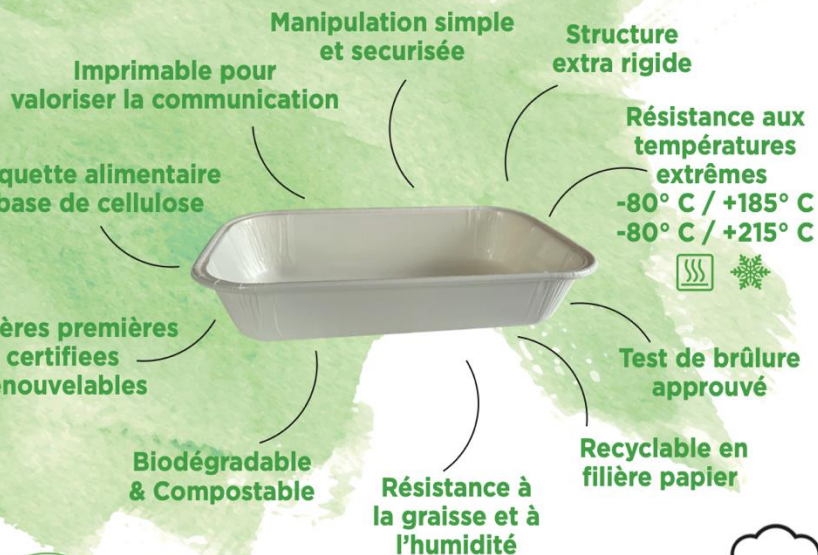 Manipulation simple
et securisée
Structure
extra rigide
Imprimable pour
valoriser la communication
Résistance aux
températures
extrêmes
-80° C / +185° C
-80° C / +215° C
quette alimentaire
base de cellulose
ères premières
certifiees
enouvelables
Test de brûlure
approuvé
Biodégradable
& Compostable
Recyclable en
filière papier
Résistance à
la graisse et à
l'humidité